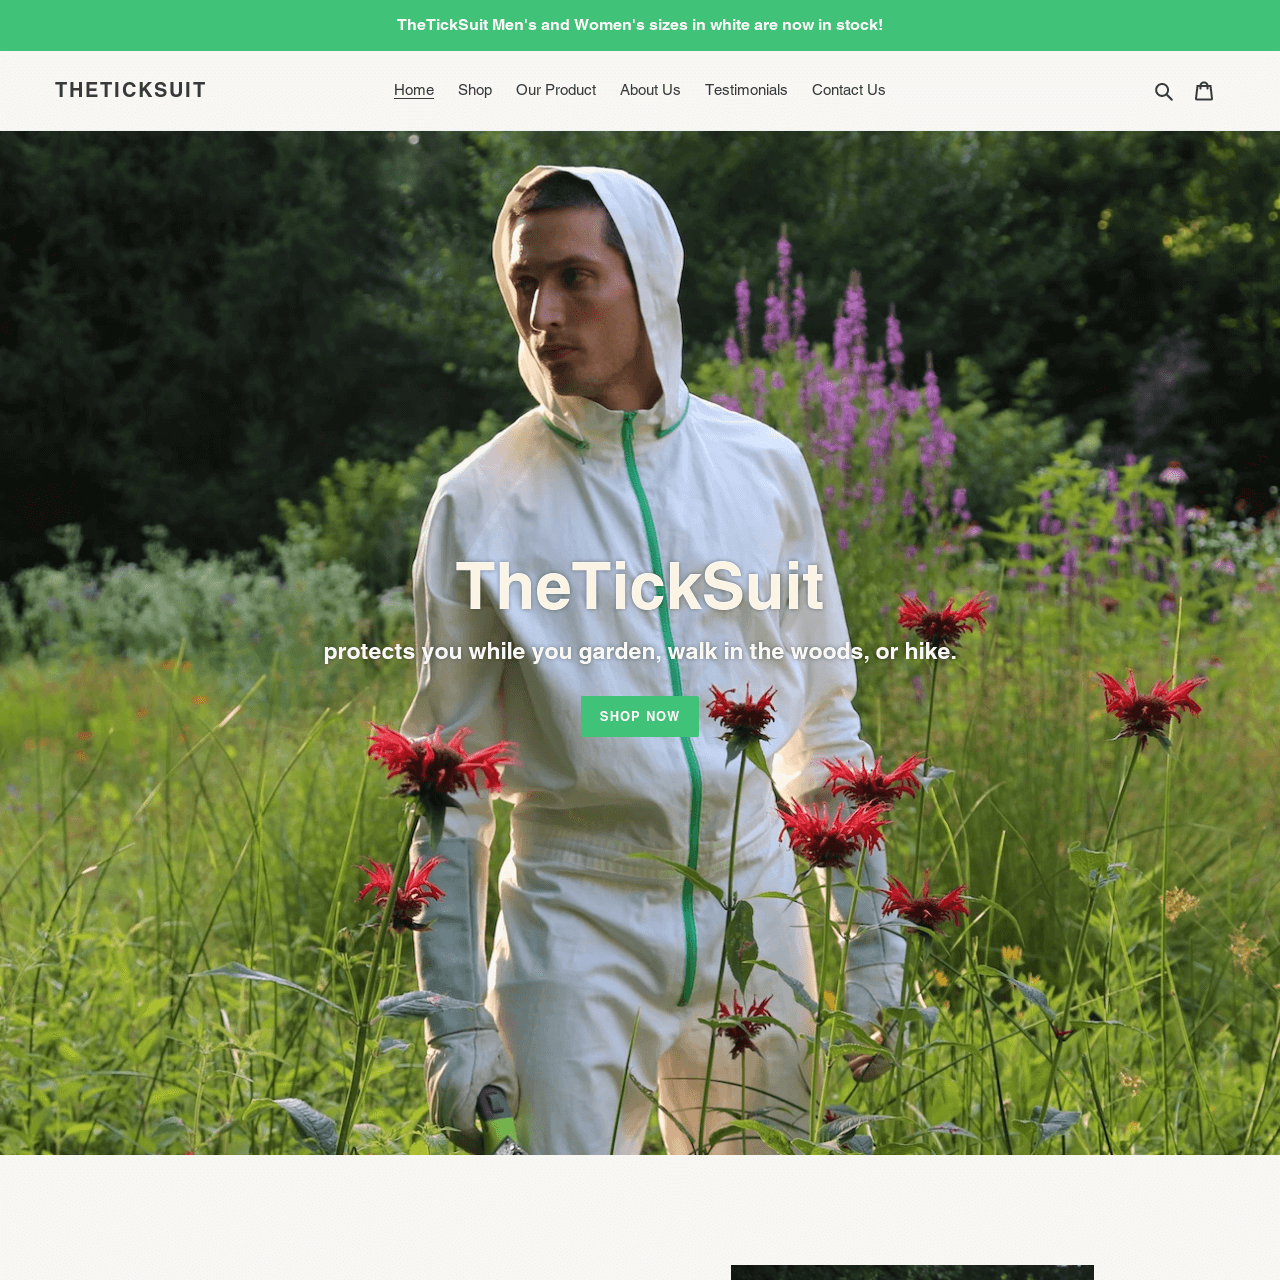 TheTickSuit Men's and Women's sizes in white are now in stock!
THETICKSUIT
Home Shop Our Product About Us Testimonials Contact Us
TheTickSuit
protects you while you garden, walk in the woods, or hike.
SHOP NOW